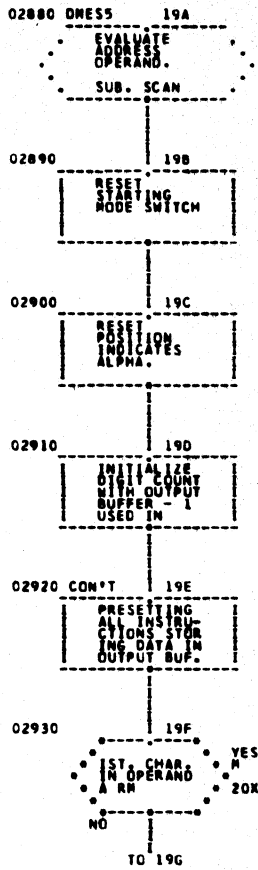 02880 DMES5 19A
EVALUATE
ADDRESS
OPERAND.
SUB. SCAN
02890 19B
RESET
STARTING
MODE SWITCH
02900 19C
RESET
POSITION
INDICATES
ALPHA.
02910 19D
INITIALIZE
DIGIT COUNT
WITH OUTPUT
BUFFER - 1
USED IN
02920 CON'T 19E
PRESETTING
ALL INSTRU-
CTIONS STOR
ING DATA IN
OUTPUT BUF.
02930 19F
YES
1ST. CHAR. M
IN OPERAND
A RM 20X
NO
TO 19G